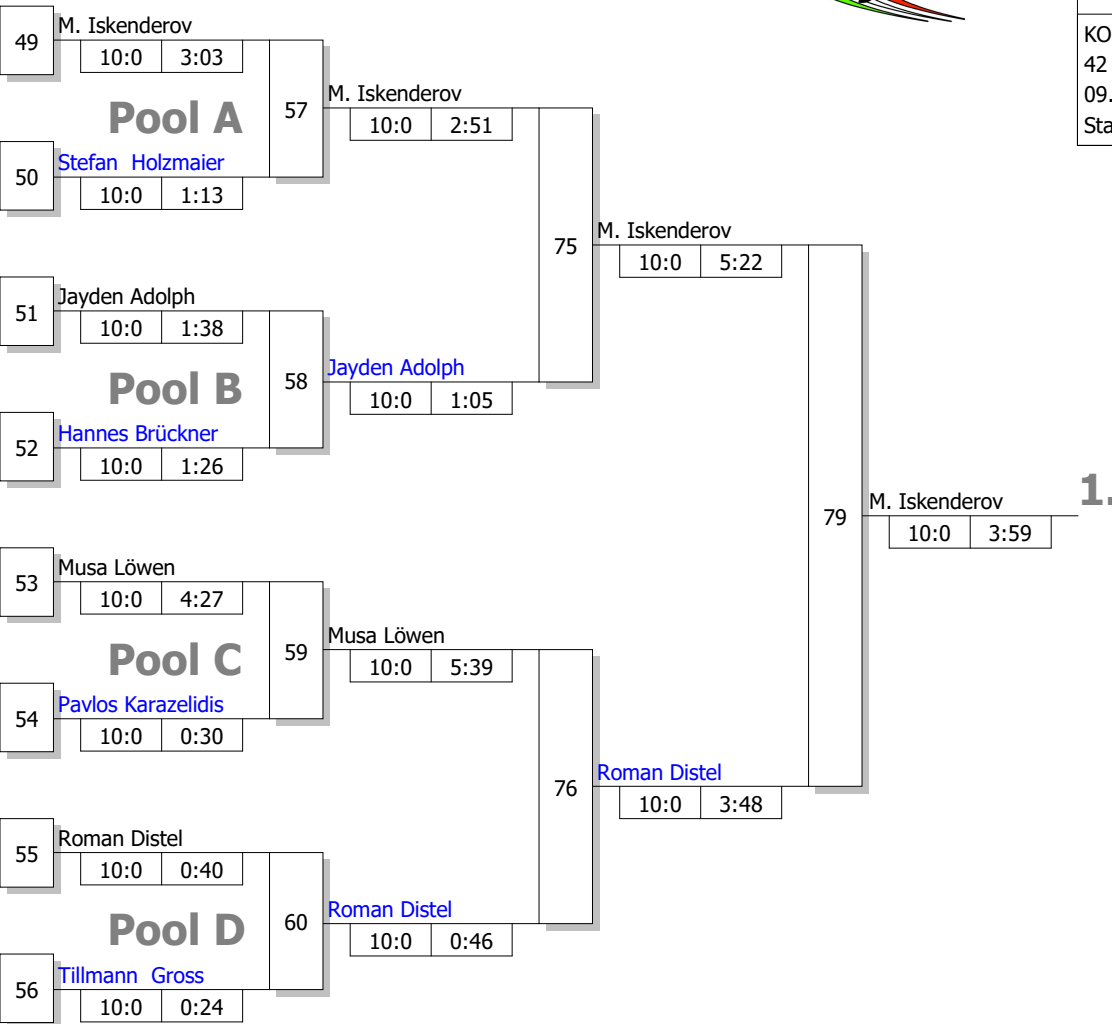 49
M. Iskenderov
10:0 3:03
Pool A
50
Stefan Holzmaier
10:0 1:13
57
M. Iskenderov
10:0 2:51
51
Jayden Adolph
10:0 1:38
Pool B
52
Hannes Brückner
10:0 1:26
58
Jayden Adolph
10:0 1:05
75
M. Iskenderov
10:0 5:22
53
Musa Löwen
10:0 4:27
Pool C
54
Pavlos Karazelidis
10:0 0:30
59
Musa Löwen
10:0 5:39
55
Roman Distel
10:0 0:40
Pool D
56
Tillmann Gross
10:0 0:24
60
Roman Distel
10:0 0:46
76
Roman Distel
10:0 3:48
79
M. Iskenderov
10:0 3:59
1.
KO
42
09.
Sta